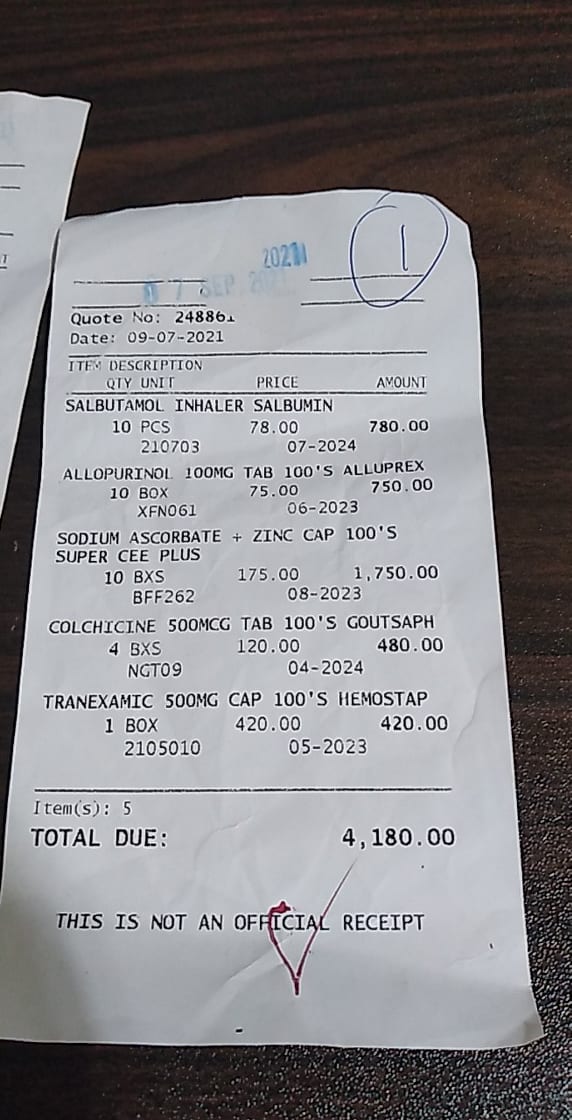 2021
1
07 SEP 2021
Quote No: 248861
Date: 09-07-2021
ITEM DESCRIPTION
QTY UNIT PRICE AMOUNT
SALBUTAMOL INHALER SALBUMIN
10 PCS 78.00 780.00
210703 07-2024
ALLOPURINOL 100MG TAB 100'S ALLUPREX
10 BOX 75.00 750.00
XFN061 06-2023
SODIUM ASCORBATE + ZINC CAP 100'S
SUPER CEE PLUS
10 BXS 175.00 1,750.00
BFF262 08-2023
COLCHICINE 500MCG TAB 100'S GOUTSAPH
4 BXS 120.00 480.00
NGT09 04-2024
TRANEXAMIC 500MG CAP 100'S HEMOSTAP
1 BOX 420.00 420.00
2105010 05-2023
Item(s): 5
TOTAL DUE: 4,180.00
THIS IS NOT AN OFFICIAL RECEIPT